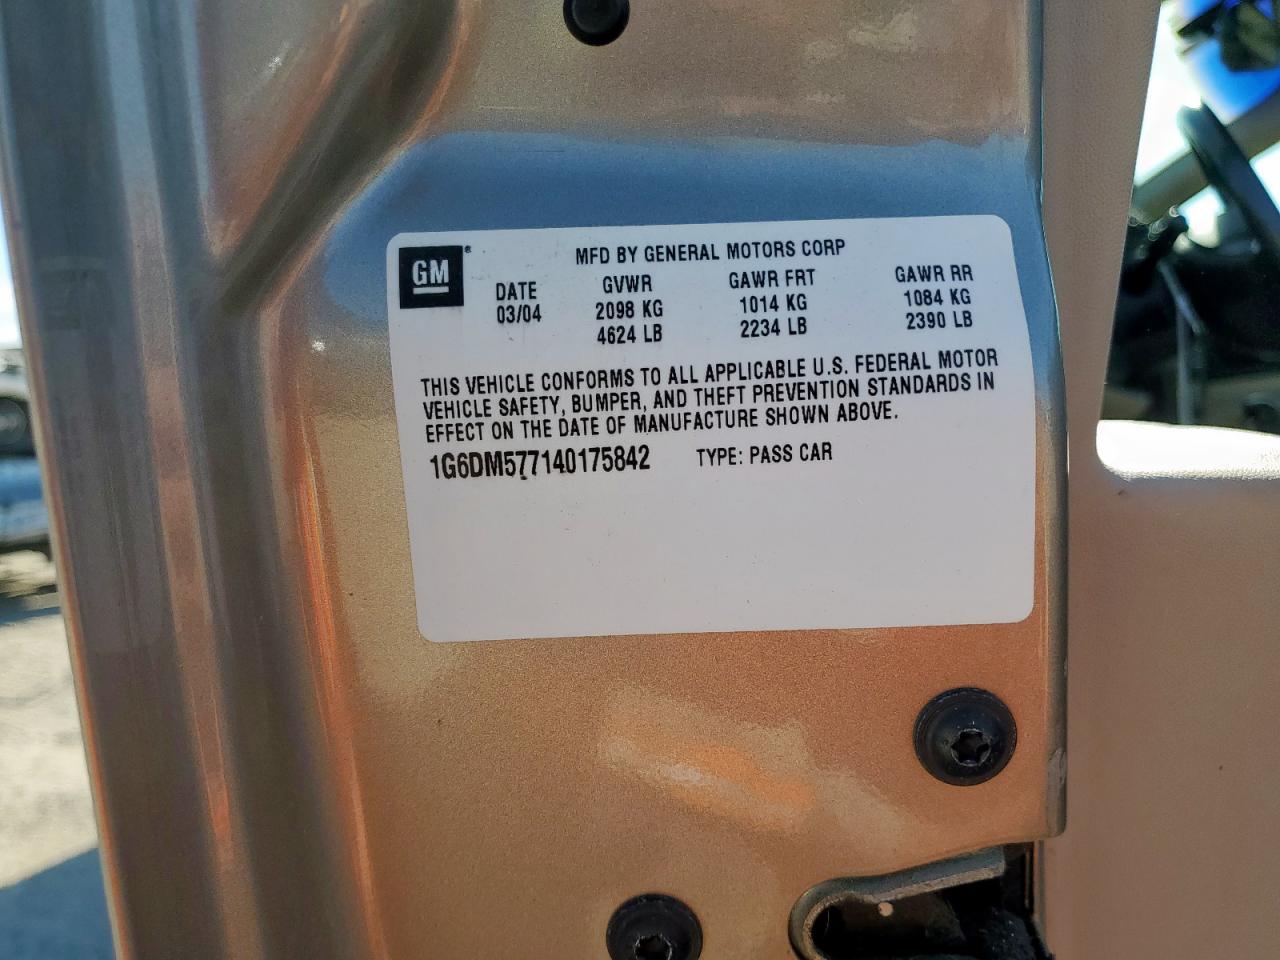 GM®
MFD BY GENERAL MOTORS CORP
DATE GVWR GAWR FRT GAWR RR
03/04 2098 KG 1014 KG 1084 KG
4624 LB 2234 LB 2390 LB
THIS VEHICLE CONFORMS TO ALL APPLICABLE U.S. FEDERAL MOTOR
VEHICLE SAFETY, BUMPER, AND THEFT PREVENTION STANDARDS IN
EFFECT ON THE DATE OF MANUFACTURE SHOWN ABOVE.
1G6DM577140175842 TYPE: PASS CAR